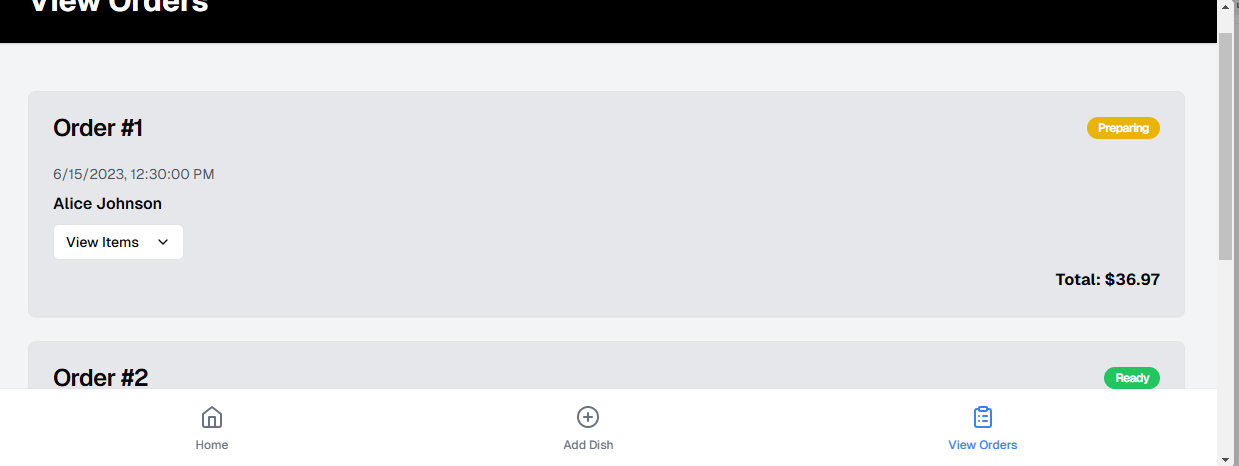 View Orders
Order #1
Preparing
6/15/2023, 12:30:00 PM
Alice Johnson
View Items
Total: $36.97
Order #2
Ready
Home
Add Dish
View Orders